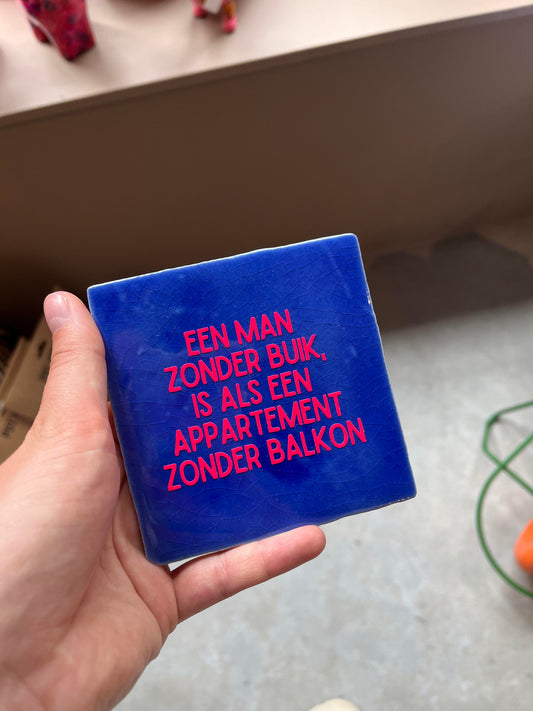 EEN MAN
ZONDER BUIK,
IS ALS EEN
APPARTEMENT
ZONDER BALKON